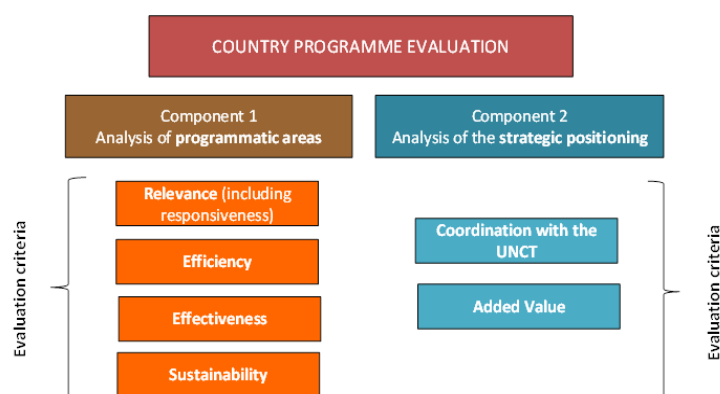 COUNTRY PROGRAMME EVALUATION
Component 1
Analysis of programmatic areas
Component 2
Analysis of the strategic positioning
Evaluation criteria
Relevance (including
responsiveness)
Efficiency
Effectiveness
Sustainability
Coordination with the
UNCT
Added Value
Evaluation criteria